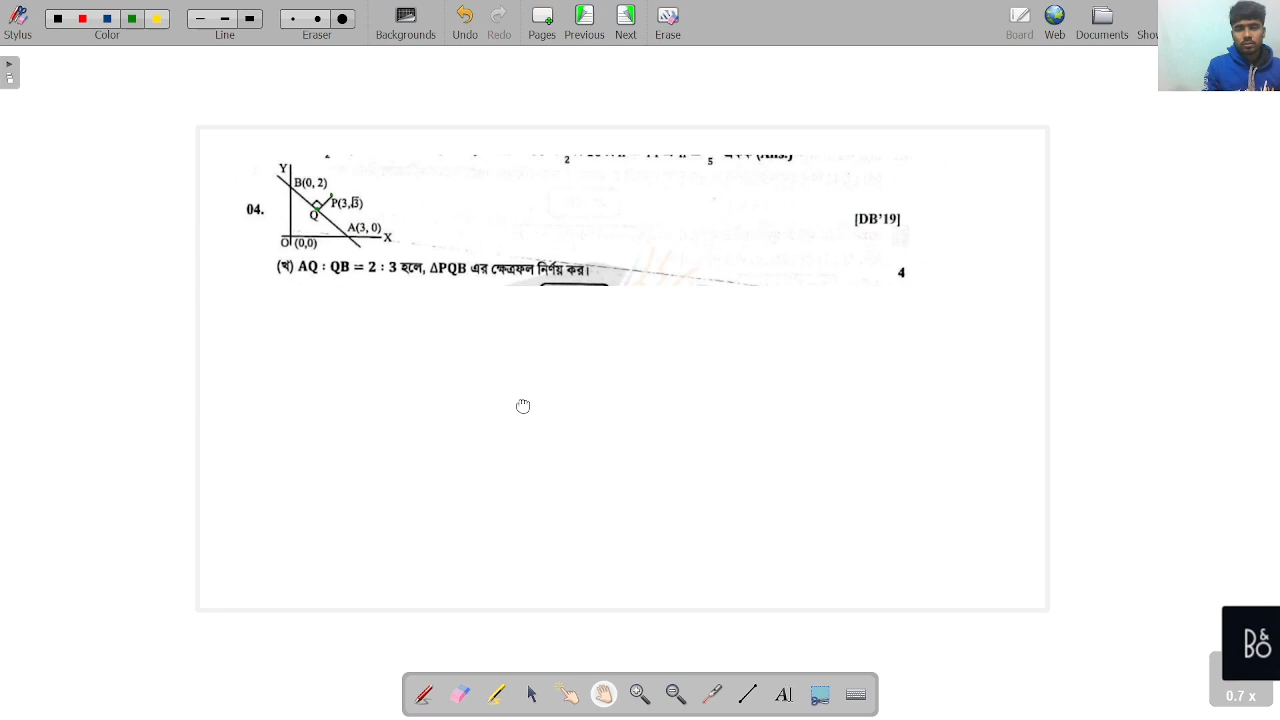 Stylus Color Line Eraser Backgrounds Undo Redo Pages Previous Next Erase Board Web Documents
Y
B(0, 2)
P(3,√3)
04.
Q
[DB'19]
A(3, 0)
X
O (0,0)
(খ) AQ : QB = 2 : 3 হলে, ΔPQB এর ক্ষেত্রফল নির্ণয় কর।
4
B&O
0.7 x